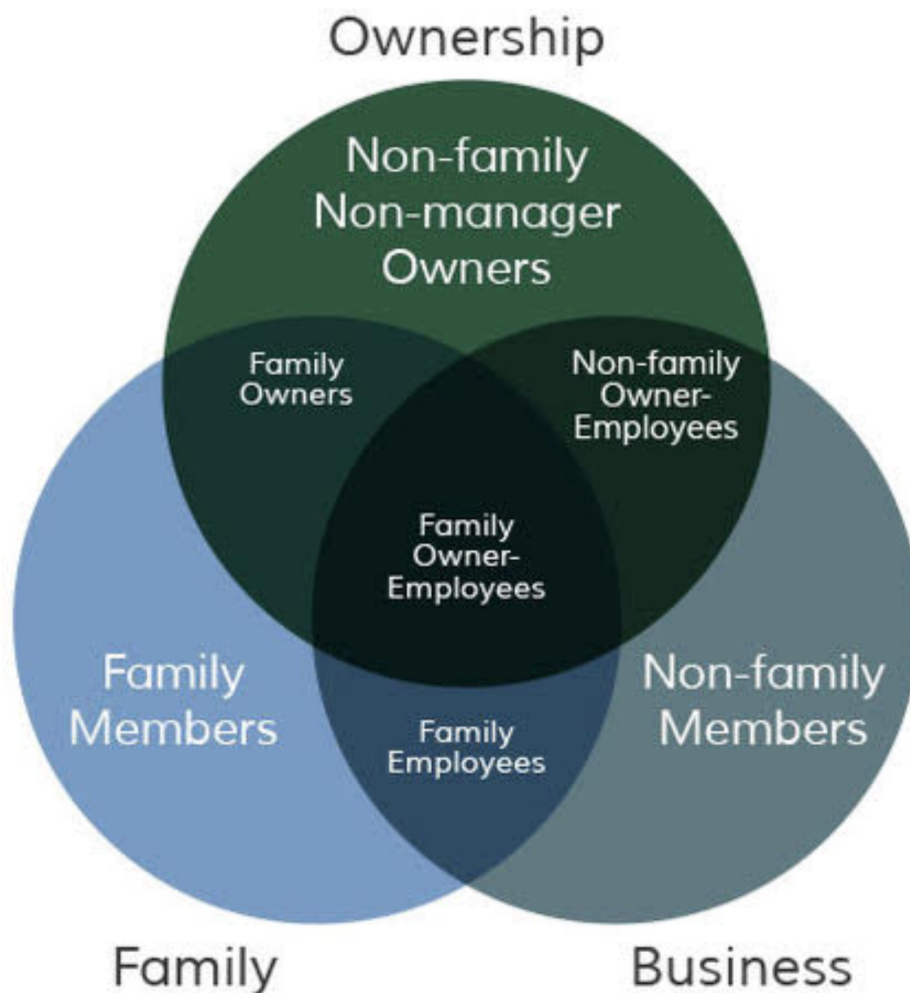 Ownership
Non-family
Non-manager
Owners
Family
Owners
Non-family
Owner-
Employees
Family
Owner-
Employees
Family
Members
Non-family
Members
Family
Employees
Family
Business